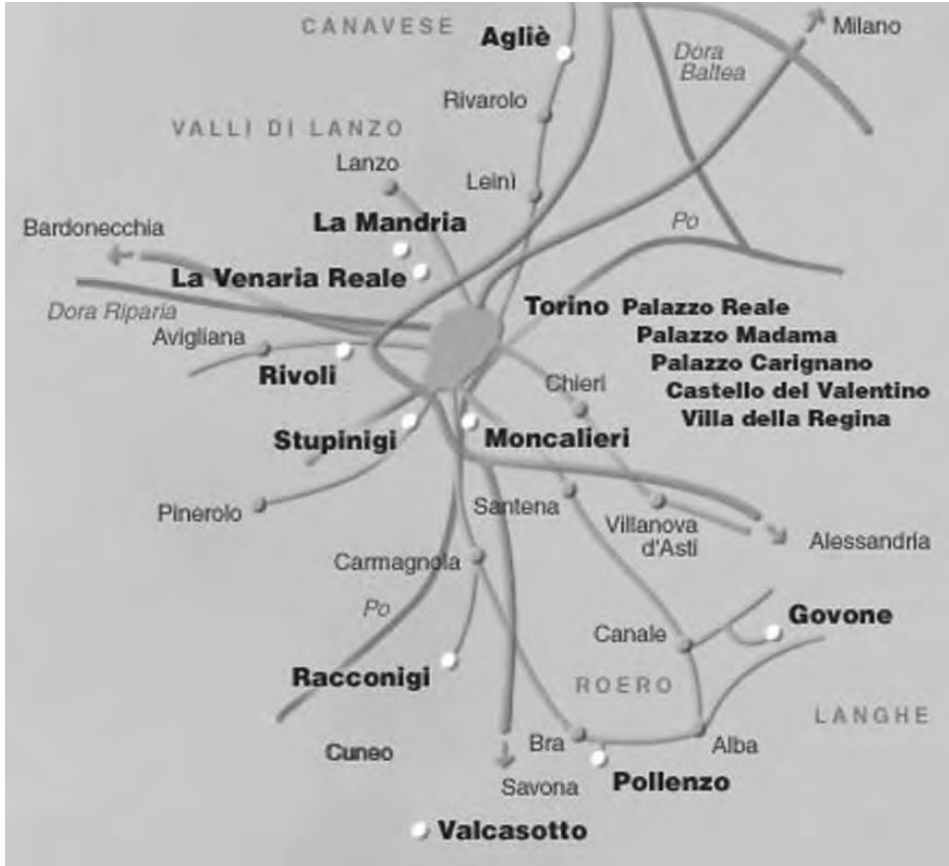 CANAVESE
Agliè
Milano
Dora
Baltea
Rivarolo
VALLI DI LANZO
Lanzo
Leinì
La Mandria
Po
Bardonecchia
La Venaria Reale
Dora Riparia
Torino Palazzo Reale
Palazzo Madama
Palazzo Carignano
Castello del Valentino
Villa della Regina
Avigliana
Rivoli
Chieri
Stupinigi
Moncalieri
Pinerolo
Santena
Villanova
d'Asti
Alessandria
Carmagnola
Po
Govone
Canale
Racconigi
ROERO
LANGHE
Cuneo
Bra
Alba
Savona
Pollenzo
Valcasotto